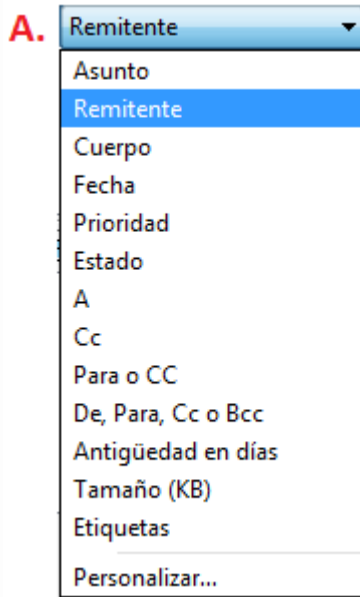 A. Remitente
Asunto
Remitente
Cuerpo
Fecha
Prioridad
Estado
A
Cc
Para o CC
De, Para, Cc o Bcc
Antigüedad en días
Tamaño (KB)
Etiquetas
Personalizar...